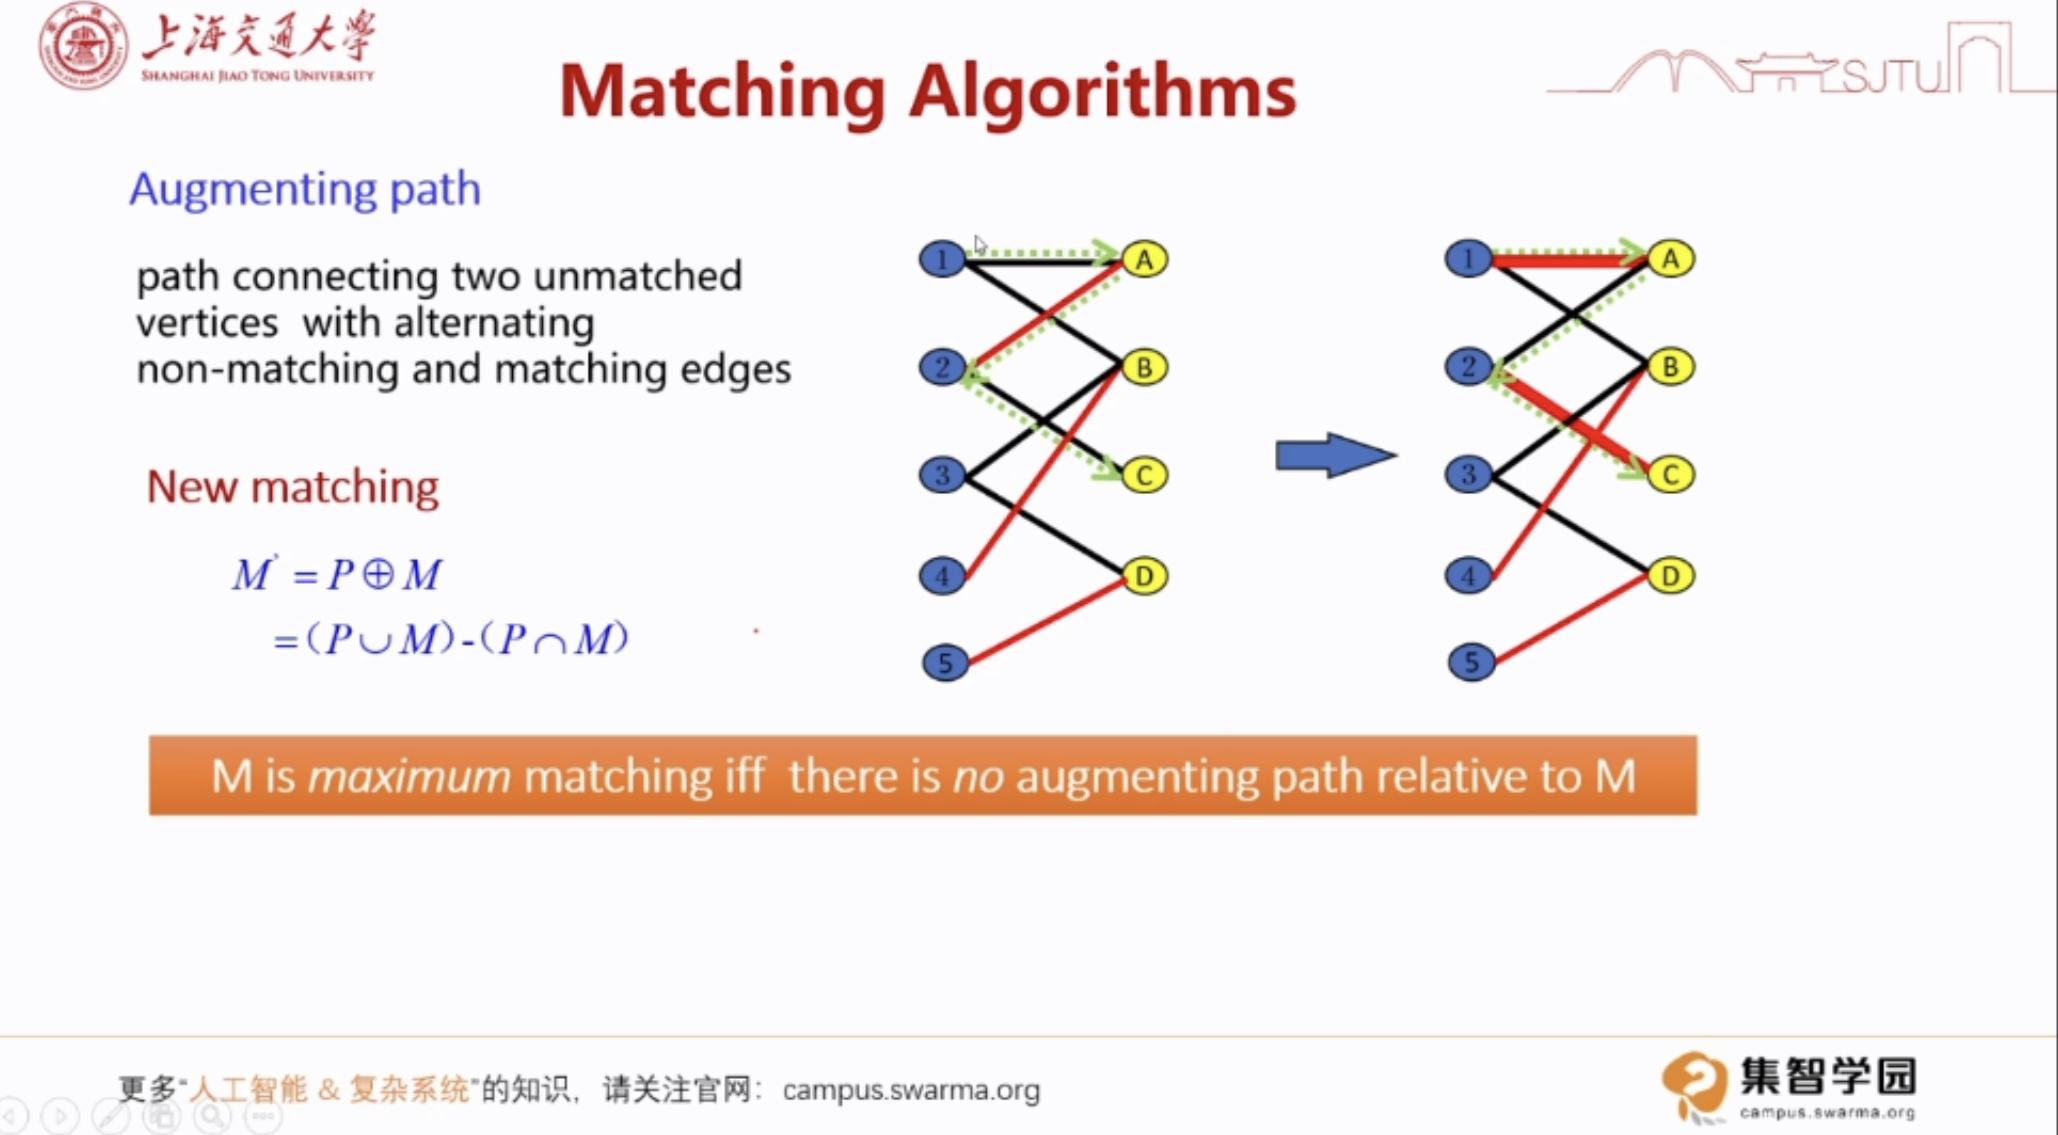 上海交通大學
SHANGHAI JIAO TONG UNIVERSITY
Matching Algorithms
SJTU
Augmenting path
path connecting two unmatched
vertices with alternating
non-matching and matching edges
New matching
M' = P⊕M
=(P∪M)-(P∩M)
1 A
2 B
3 C
4 D
5
1 A
2 B
3 C
4 D
5
M is maximum matching iff there is no augmenting path relative to M
更多“人工智能 & 复杂系统”的知识，请关注官网：campus.swarma.org
集智学园
campus.swarma.org